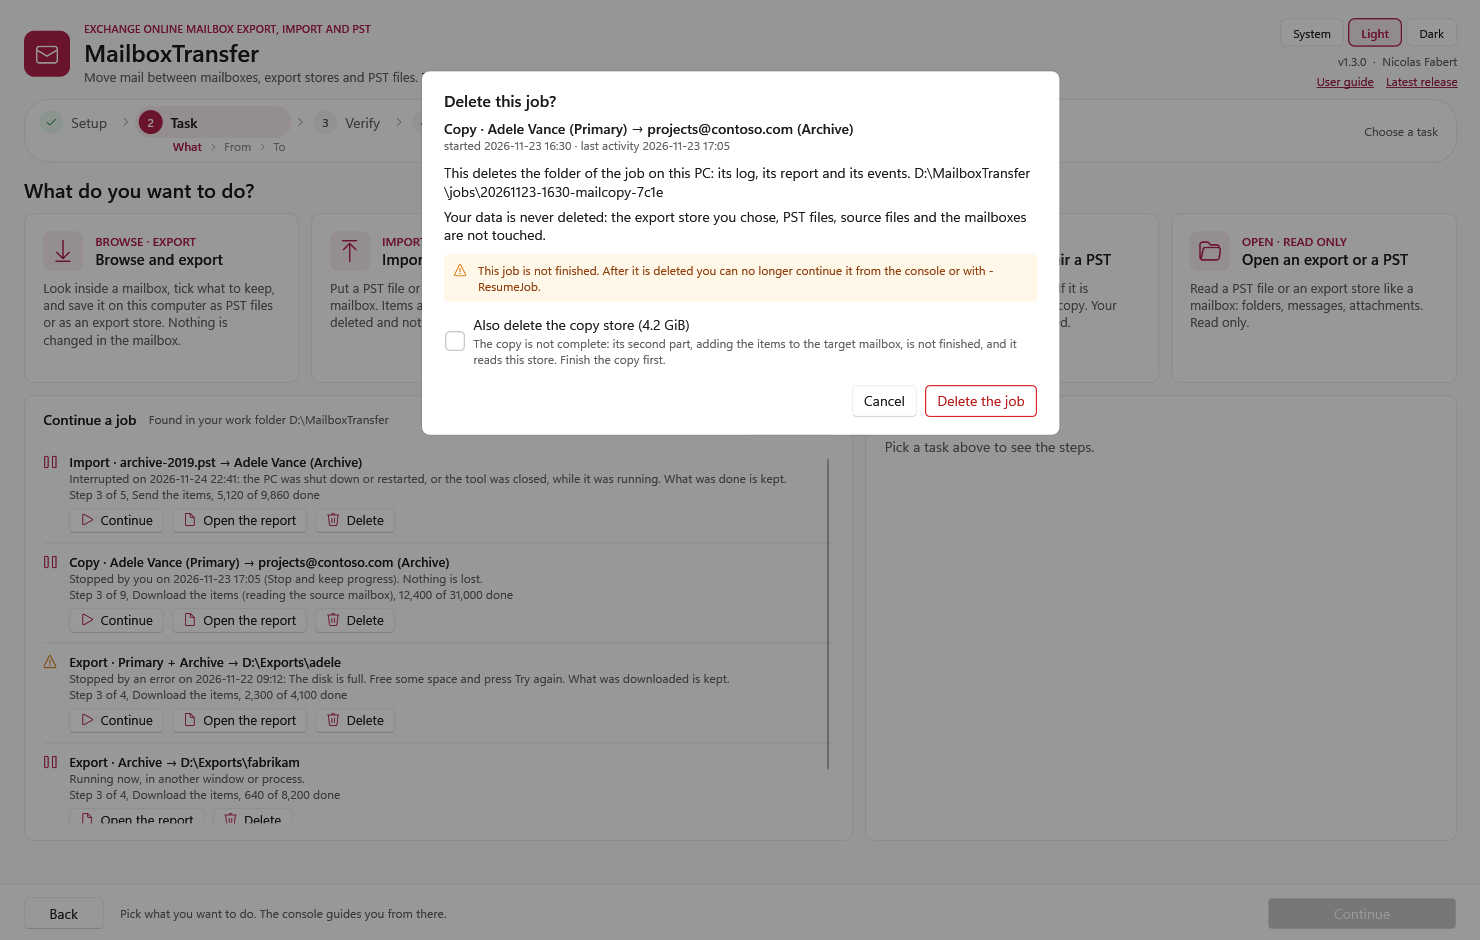 EXCHANGE ONLINE MAILBOX EXPORT, IMPORT AND PST
MailboxTransfer
Move mail between mailboxes, export stores and PST files.
System
Light
Dark
v1.3.0 · Nicolas Fabert
User guide
Latest release
Setup
2
Task
3
Verify
What
From
To
Choose a task
What do you want to do?
BROWSE · EXPORT
Browse and export
Look inside a mailbox, tick what to keep,
and save it on this computer as PST files
or as an export store. Nothing is
changed in the mailbox.
IMPOR
Impor
Put a PST file or
mailbox. Items a
deleted and not
ir a PST
f it is
copy. Your
d.
OPEN · READ ONLY
Open an export or a PST
Read a PST file or an export store like a
mailbox: folders, messages, attachments.
Read only.
Delete this job?
Copy · Adele Vance (Primary) → projects@contoso.com (Archive)
started 2026-11-23 16:30 · last activity 2026-11-23 17:05
This deletes the folder of the job on this PC: its log, its report and its events. D:\MailboxTransfer
\jobs\20261123-1630-mailcopy-7c1e
Your data is never deleted: the export store you chose, PST files, source files and the mailboxes
are not touched.
This job is not finished. After it is deleted you can no longer continue it from the console or with -
ResumeJob.
Also delete the copy store (4.2 GiB)
The copy is not complete: its second part, adding the items to the target mailbox, is not finished, and it
reads this store. Finish the copy first.
Cancel
Delete the job
Continue a job
Found in your work folder D:\MailboxTransfer
Import · archive-2019.pst → Adele Vance (Archive)
Interrupted on 2026-11-24 22:41: the PC was shut down or restarted, or the tool was closed, while it was running. What was done is kept.
Step 3 of 5, Send the items, 5,120 of 9,860 done
Continue
Open the report
Delete
Copy · Adele Vance (Primary) → projects@contoso.com (Archive)
Stopped by you on 2026-11-23 17:05 (Stop and keep progress). Nothing is lost.
Step 3 of 9, Download the items (reading the source mailbox), 12,400 of 31,000 done
Continue
Open the report
Delete
Export · Primary + Archive → D:\Exports\adele
Stopped by an error on 2026-11-22 09:12: The disk is full. Free some space and press Try again. What was downloaded is kept.
Step 3 of 4, Download the items, 2,300 of 4,100 done
Continue
Open the report
Delete
Export · Archive → D:\Exports\fabrikam
Running now, in another window or process.
Step 3 of 4, Download the items, 640 of 8,200 done
Open the report
Delete
Pick a task above to see the steps.
Back
Pick what you want to do. The console guides you from there.
Continue